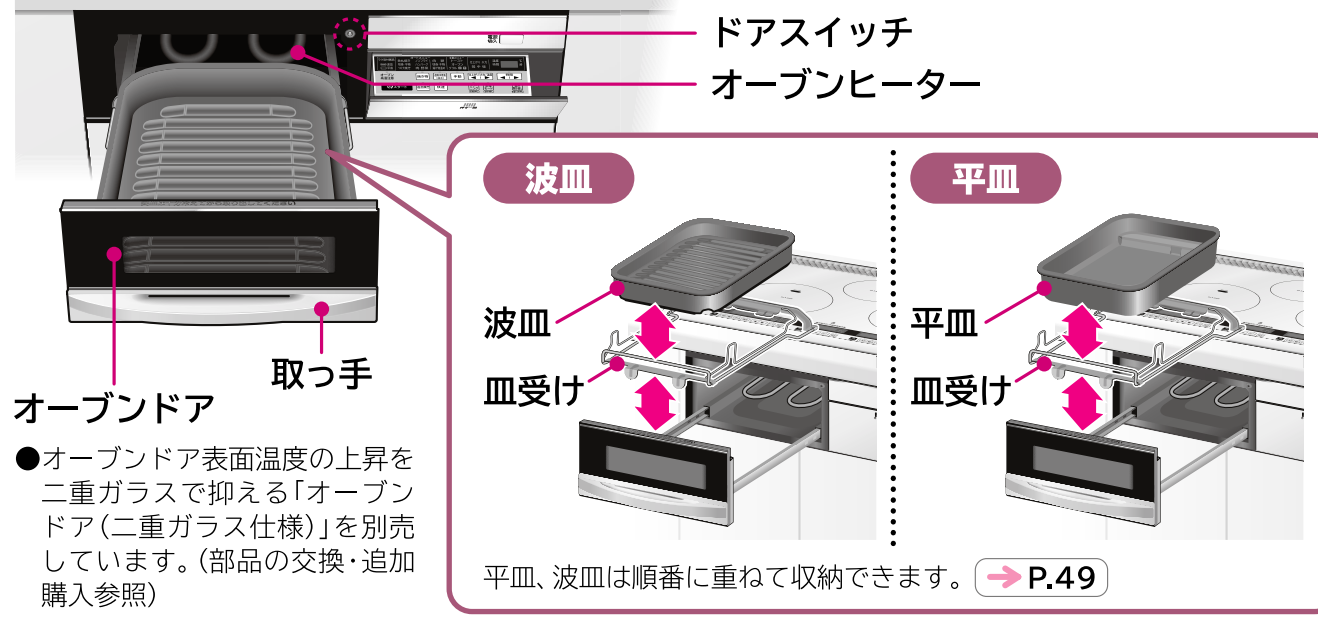 ドアスイッチ
オーブンヒーター
波皿
平皿
波皿
皿受け
平皿
皿受け
取っ手
オーブンドア
●オーブンドア表面温度の上昇を
二重ガラスで抑える「オーブン
ドア(二重ガラス仕様)」を別売
しています。(部品の交換・追加
購入参照)
平皿、波皿は順番に重ねて収納できます。 → P.49